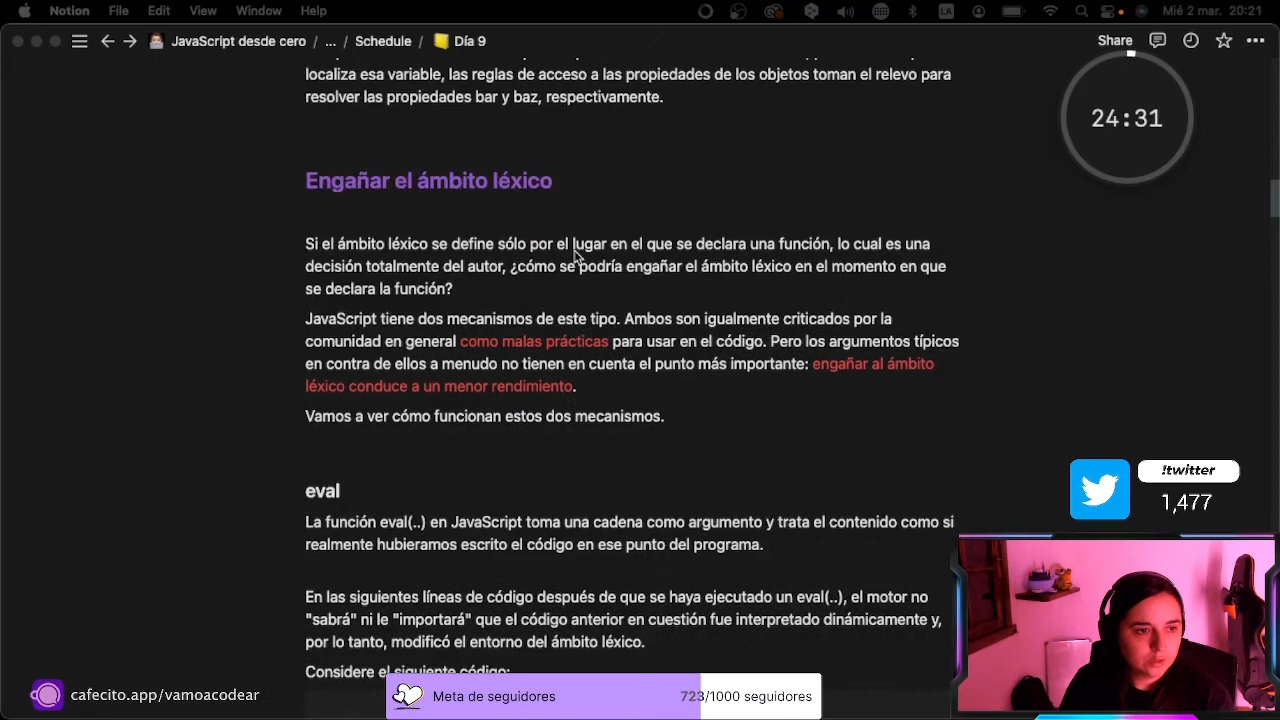 Notion File Edit View Window Help LA Mié 2 mar. 20:21
JavaScript desde cero / ... / Schedule / Día 9 Share
24:31
localiza esa variable, las reglas de acceso a las propiedades de los objetos toman el relevo para
resolver las propiedades bar y baz, respectivamente.
Engañar el ámbito léxico
Si el ámbito léxico se define sólo por el lugar en el que se declara una función, lo cual es una
decisión totalmente del autor, ¿cómo se podría engañar el ámbito léxico en el momento en que
se declara la función?
JavaScript tiene dos mecanismos de este tipo. Ambos son igualmente criticados por la
comunidad en general como malas prácticas para usar en el código. Pero los argumentos típicos
en contra de ellos a menudo no tienen en cuenta el punto más importante: engañar al ámbito
léxico conduce a un menor rendimiento.
Vamos a ver cómo funcionan estos dos mecanismos.
eval
La función eval(..) en JavaScript toma una cadena como argumento y trata el contenido como si
realmente hubieramos escrito el código en ese punto del programa.
En las siguientes líneas de código después de que se haya ejecutado un eval(..), el motor no
"sabrá" ni le "importará" que el código anterior en cuestión fue interpretado dinámicamente y,
por lo tanto, modificó el entorno del ámbito léxico.
Considere el siguiente código:
!twitter
1,477
cafecito.app/vamoacodear
Meta de seguidores 723/1000 seguidores